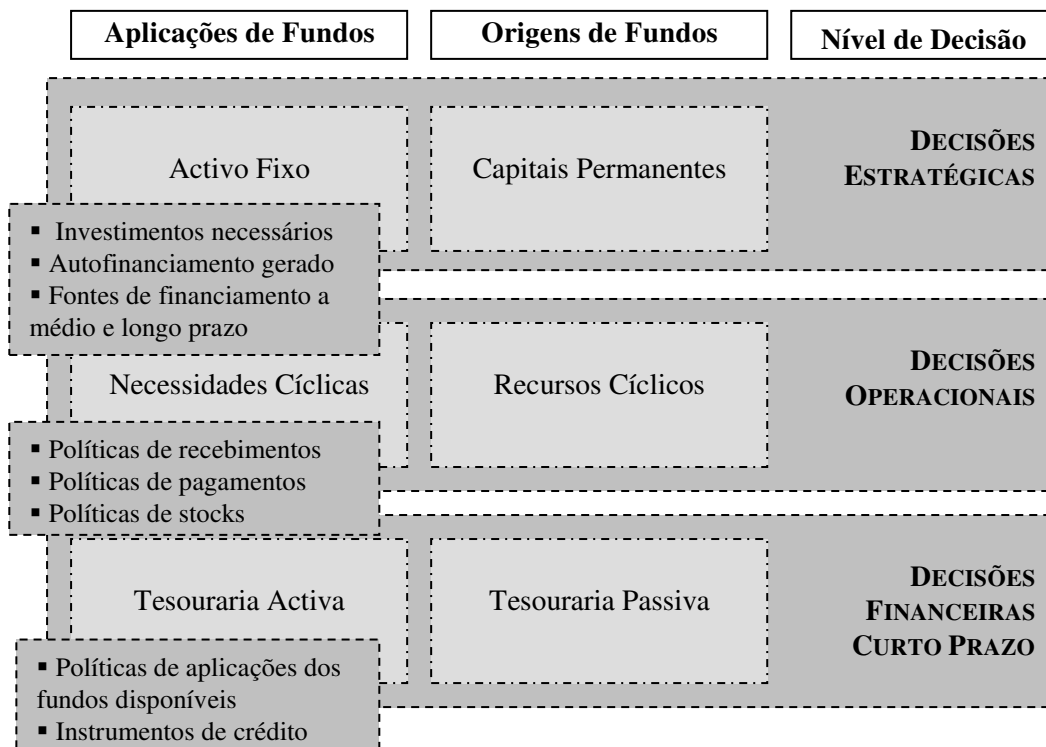 Aplicações de Fundos
Origens de Fundos
Nível de Decisão
Activo Fixo
Capitais Permanentes
DECISÕES
ESTRATÉGICAS
▪ Investimentos necessários
▪ Autofinanciamento gerado
▪ Fontes de financiamento a
médio e longo prazo
Necessidades Cíclicas
Recursos Cíclicos
DECISÕES
OPERACIONAIS
▪ Políticas de recebimentos
▪ Políticas de pagamentos
▪ Políticas de stocks
Tesouraria Activa
Tesouraria Passiva
DECISÕES
FINANCEIRAS
CURTO PRAZO
▪ Políticas de aplicações dos
fundos disponíveis
▪ Instrumentos de crédito